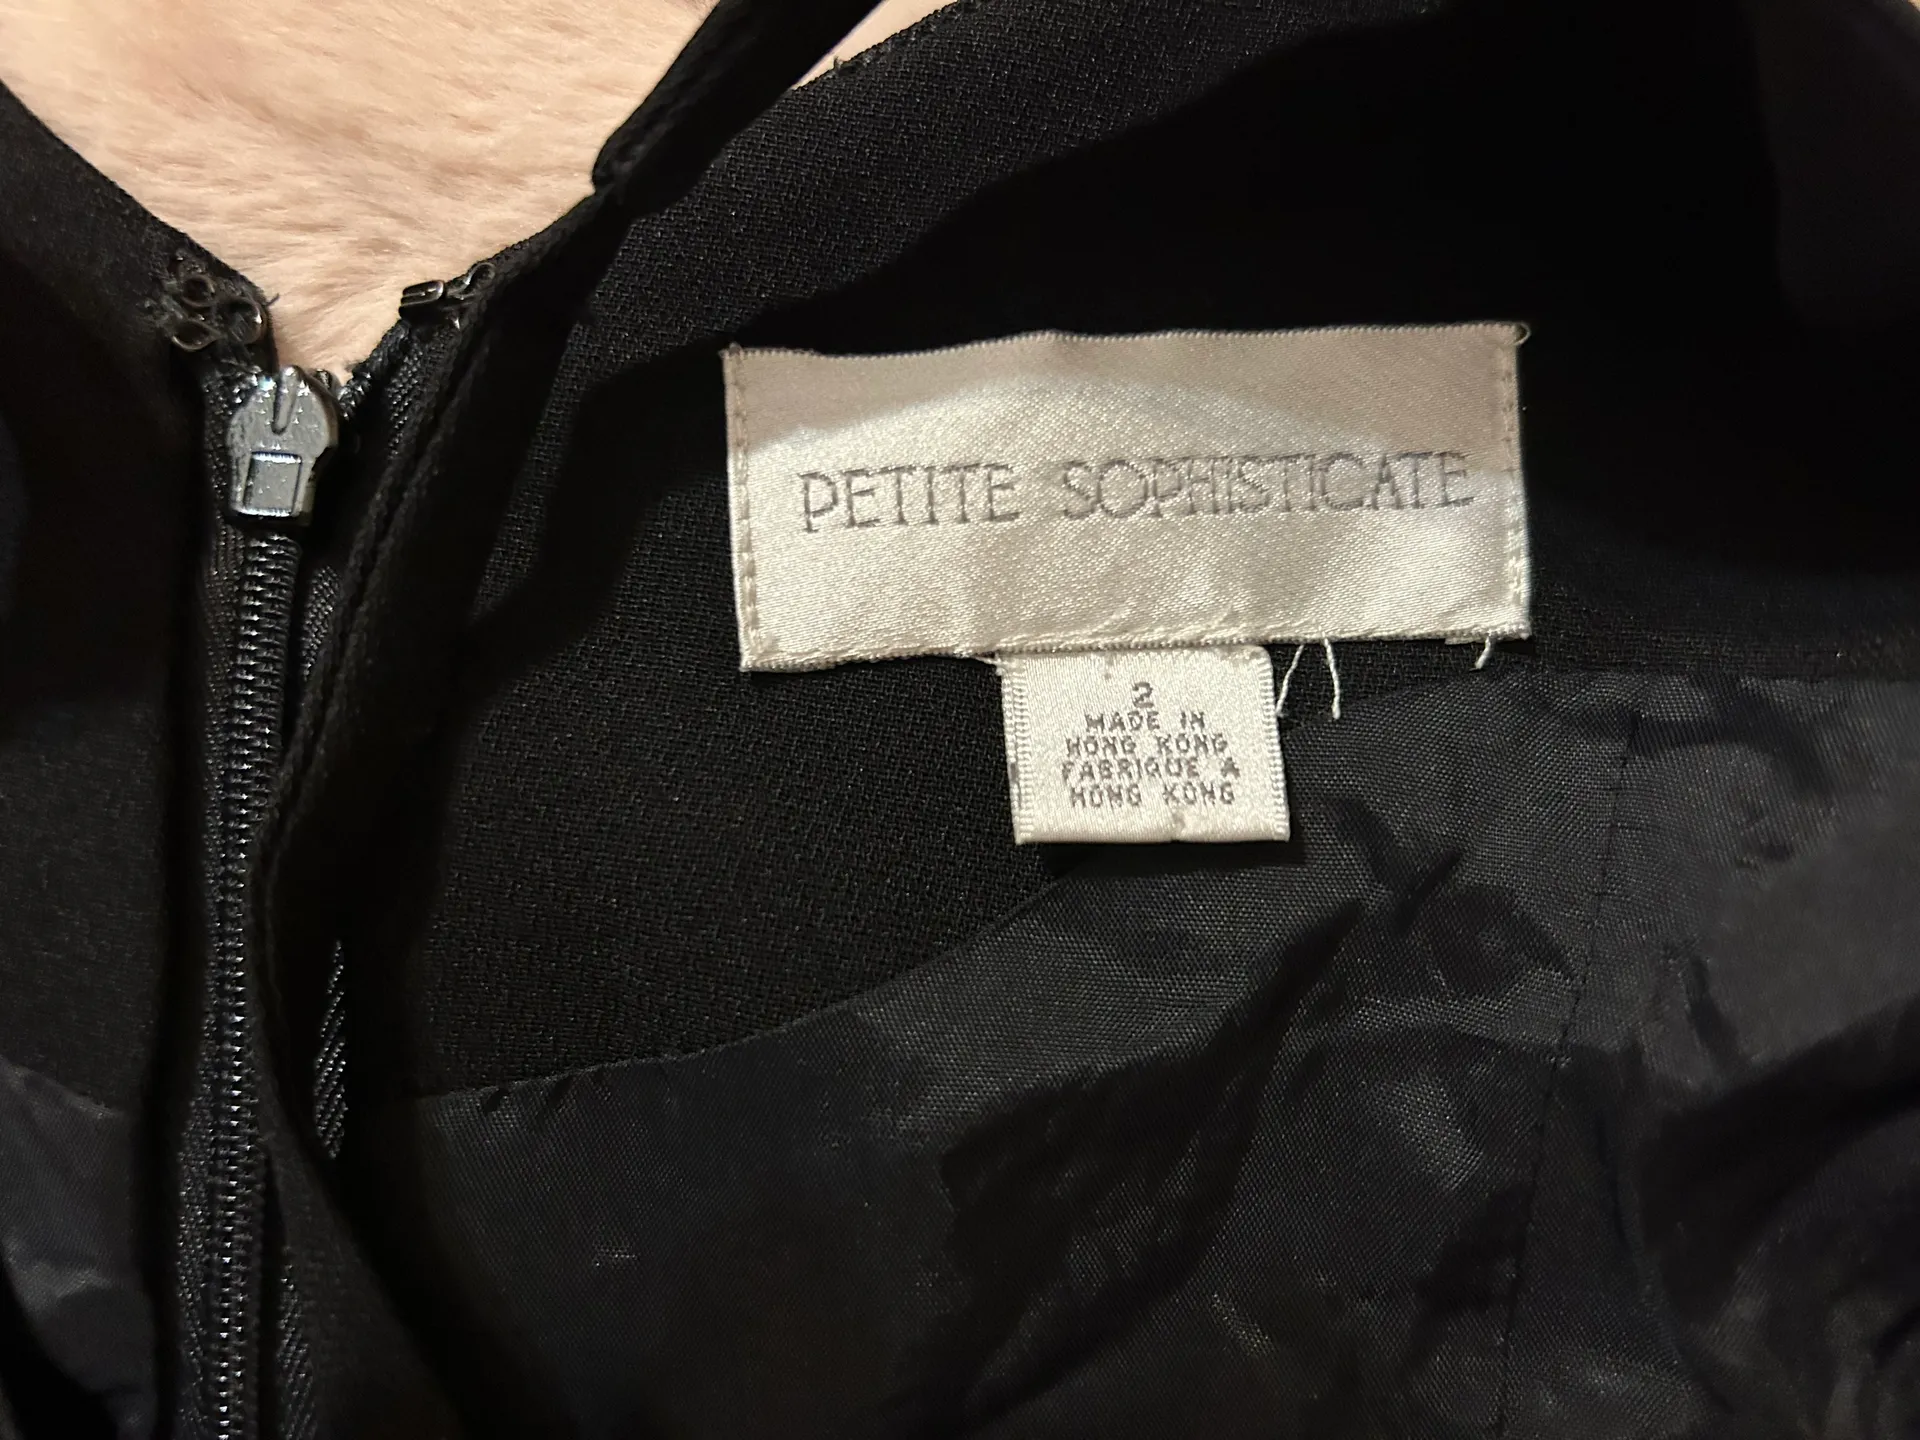 PETITE SOPHISTICATE
2
MADE IN
HONG KONG
FABRIQUE A
HONG KONG